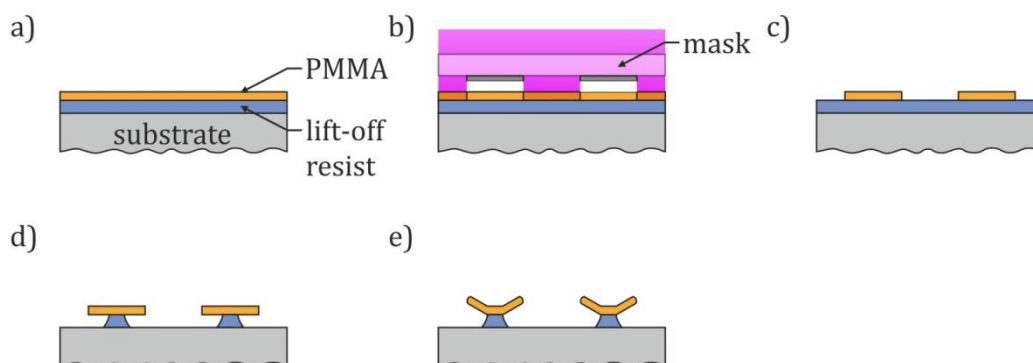 a)
b)
c)
mask
PMMA
substrate
lift-off
resist
d)
e)